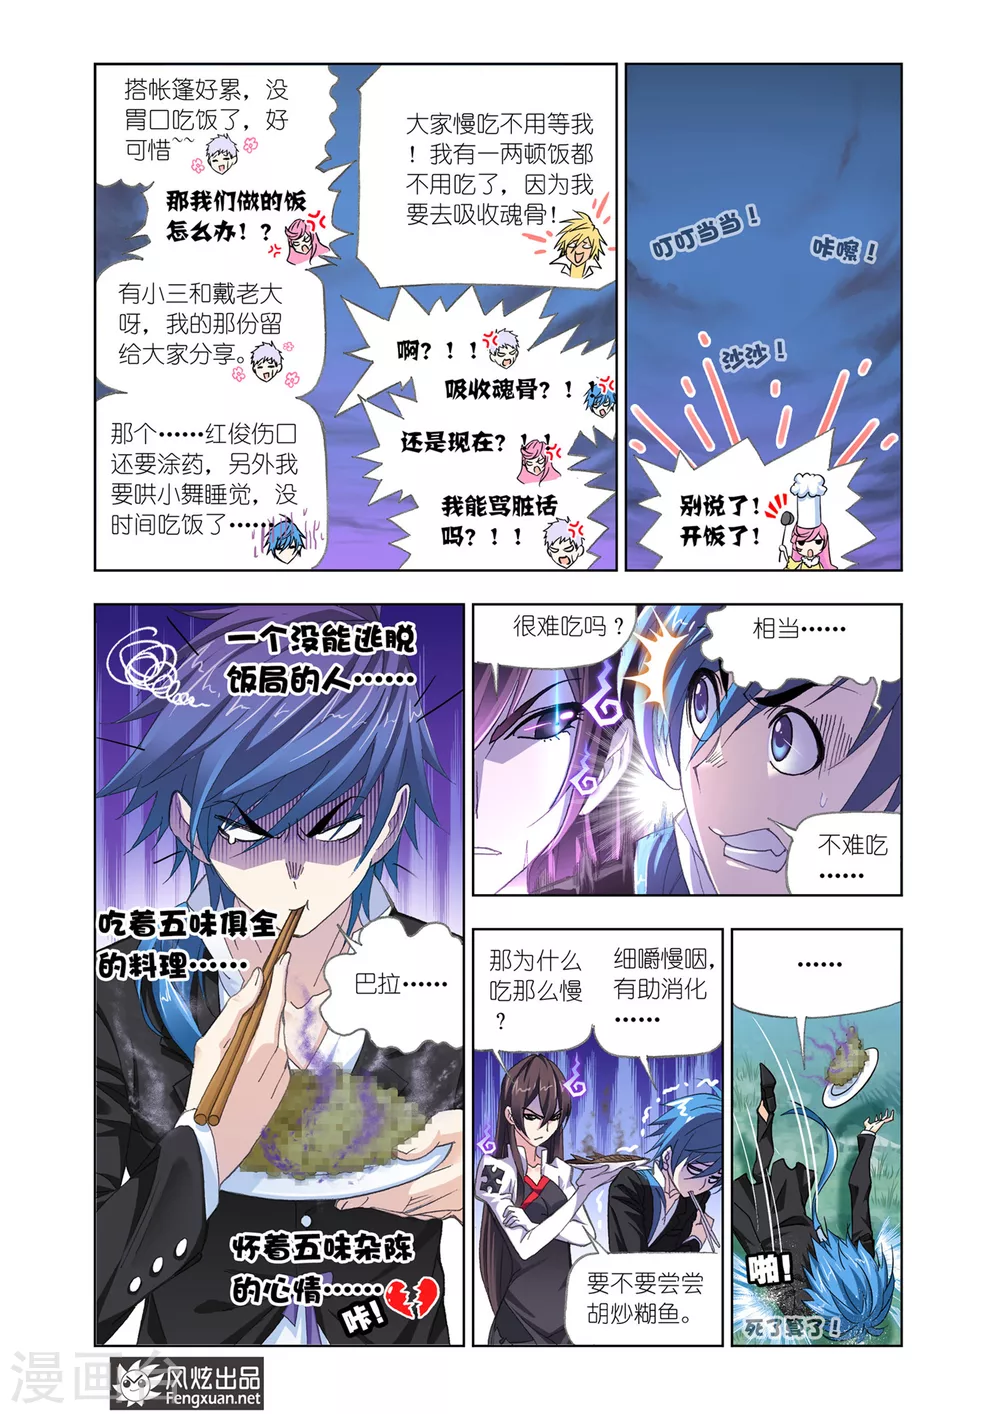 搭帐篷好累，没
胃口吃饭了，好
可惜~~
那我们做的饭
怎么办！？
有小三和戴老大
呀，我的那份留
给大家分享。
那个……红俊伤口
还要涂药，另外我
要哄小舞睡觉，没
时间吃饭了……
大家慢吃不用等我
！我有一两顿饭都
不用吃了，因为我
要去吸收魂骨！
啊？！！
吸收魂骨？！！
还是现在？！！
我能骂脏话
吗？！！
叮叮当当！
咔嚓！
沙沙！
别说了！
开饭了！
一个没能逃脱
饭局的人……
吃着五味俱全
的料理……
巴拉……
怀着五味杂陈
的心情……
咔！
很难吃吗？
相当……
不难吃
……
那为什么
吃那么慢
？
细嚼慢咽，
有助消化
……
要不要尝尝
胡炒糊鱼。
……
啪！
死了算了！
漫画台
风炫出品
Fengxuan.net